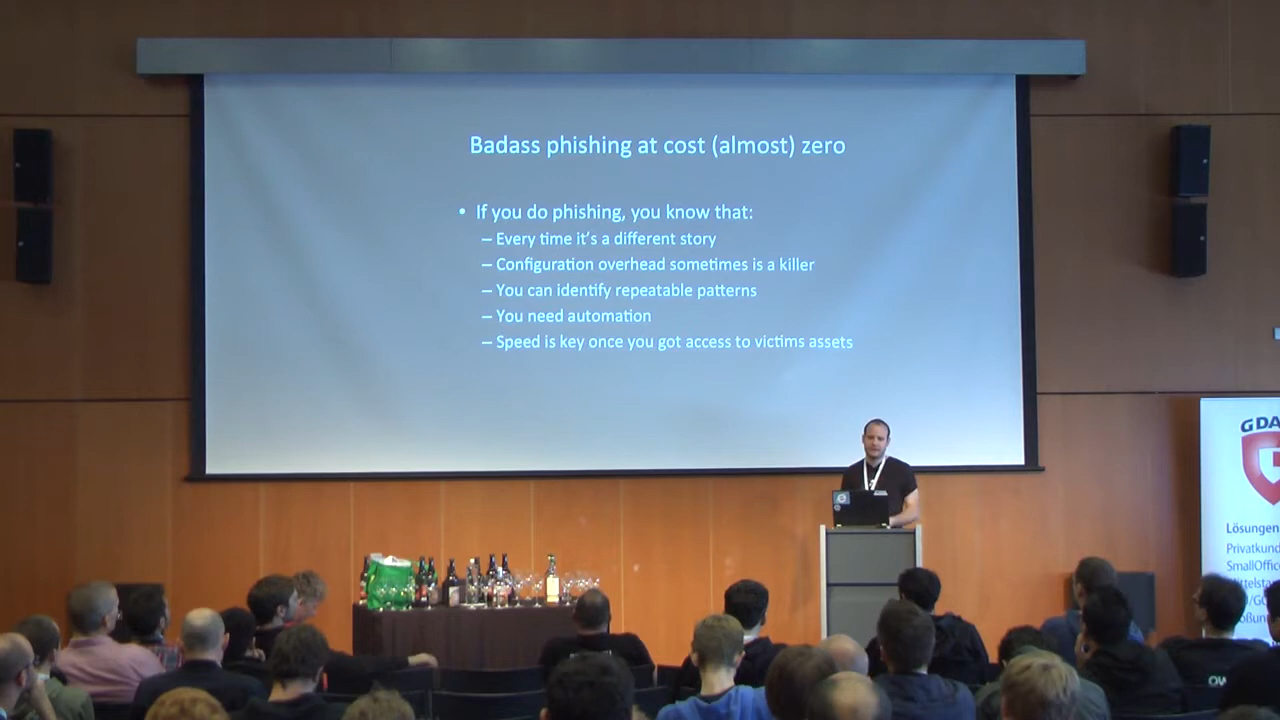 Badass phishing at cost (almost) zero
• If you do phishing, you know that:
– Every time it's a different story
– Configuration overhead sometimes is a killer
– You can identify repeatable patterns
– You need automation
– Speed is key once you got access to victims assets
G DA
Lösungen
Privatkund
SmallOffic
OW